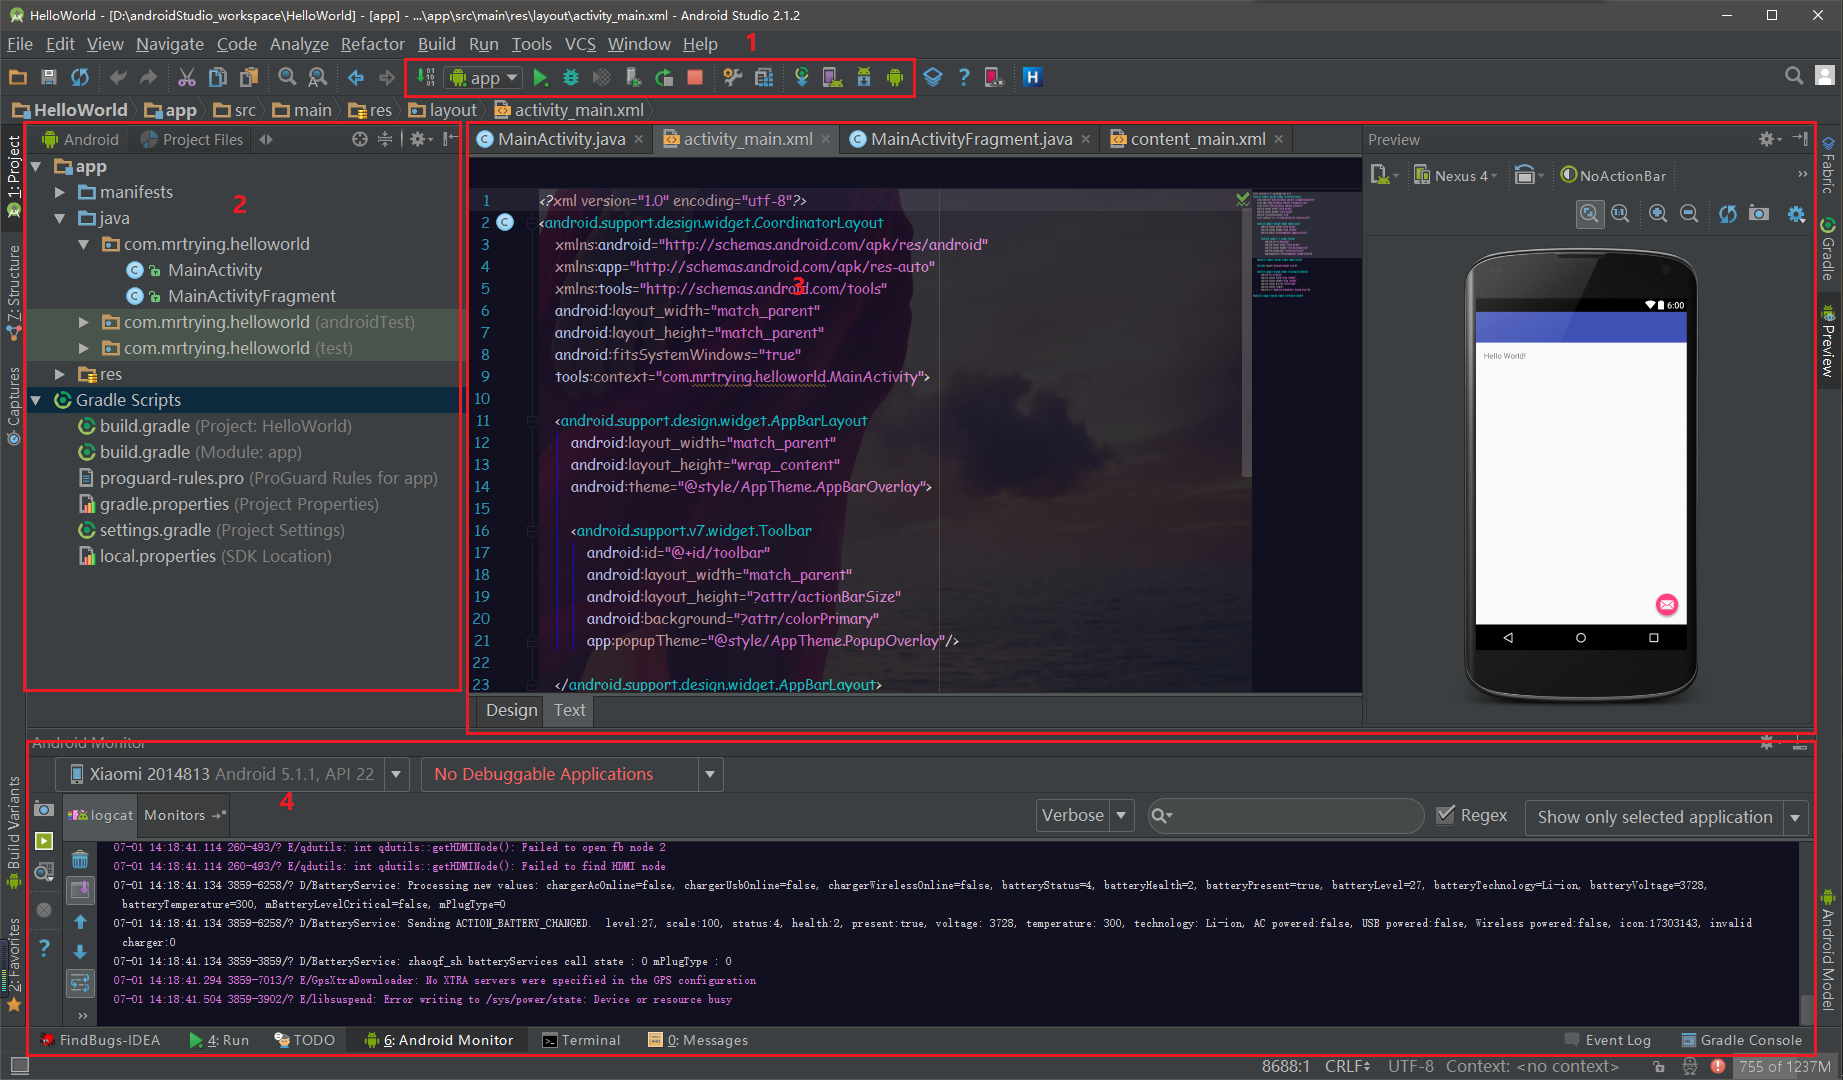 HelloWorld - [D:\androidStudio_workspace\HelloWorld] - [app] - ...\app\src\main\res\layout\activity_main.xml - Android Studio 2.1.2
File Edit View Navigate Code Analyze Refactor Build Run Tools VCS Window Help
1
app
HelloWorld app src main res layout activity_main.xml
Android Project Files
MainActivity.java activity_main.xml MainActivityFragment.java content_main.xml
Preview
1: Project
Z: Structure
Captures
Build Variants
2: Favorites
2
app
manifests
java
com.mrtrying.helloworld
MainActivity
MainActivityFragment
com.mrtrying.helloworld (androidTest)
com.mrtrying.helloworld (test)
res
Gradle Scripts
build.gradle (Project: HelloWorld)
build.gradle (Module: app)
proguard-rules.pro (ProGuard Rules for app)
gradle.properties (Project Properties)
settings.gradle (Project Settings)
local.properties (SDK Location)
3
1 <?xml version="1.0" encoding="utf-8"?>
2 <android.support.design.widget.CoordinatorLayout
3 xmlns:android="http://schemas.android.com/apk/res/android"
4 xmlns:app="http://schemas.android.com/apk/res-auto"
5 xmlns:tools="http://schemas.android.com/tools"
6 android:layout_width="match_parent"
7 android:layout_height="match_parent"
8 android:fitsSystemWindows="true"
9 tools:context="com.mrtrying.helloworld.MainActivity">
10
11 <android.support.design.widget.AppBarLayout
12 android:layout_width="match_parent"
13 android:layout_height="wrap_content"
14 android:theme="@style/AppTheme.AppBarOverlay">
15
16 <android.support.v7.widget.Toolbar
17 android:id="@+id/toolbar"
18 android:layout_width="match_parent"
19 android:layout_height="?attr/actionBarSize"
20 android:background="?attr/colorPrimary"
21 app:popupTheme="@style/AppTheme.PopupOverlay"/>
22
23 </android.support.design.widget.AppBarLayout>
Design Text
Nexus 4 NoActionBar
6:00
Hello World!
Fabric
Gradle
Preview
Android Model
Android Monitor
Xiaomi 2014813 Android 5.1.1, API 22
No Debuggable Applications
4
logcat Monitors
Verbose
Regex
Show only selected application
07-01 14:18:41.114 260-493/? E/qdutils: int qdutils::getHDMINode(): Failed to open fb node 2
07-01 14:18:41.114 260-493/? E/qdutils: int qdutils::getHDMINode(): Failed to find HDMI node
07-01 14:18:41.134 3859-6258/? D/BatteryService: Processing new values: chargerAcOnline=false, chargerUsbOnline=false, chargerWirelessOnline=false, batteryStatus=4, batteryHealth=2, batteryPresent=true, batteryLevel=27, batteryTechnology=Li-ion, batteryVoltage=3728,
batteryTemperature=300, mBatteryLevelCritical=false, mPlugType=0
07-01 14:18:41.134 3859-6258/? D/BatteryService: Sending ACTION_BATTERY_CHANGED. level:27, scale:100, status:4, health:2, present:true, voltage: 3728, temperature: 300, technology: Li-ion, AC powered:false, USB powered:false, Wireless powered:false, icon:17303143, invalid
charger:0
07-01 14:18:41.134 3859-3859/? D/BatteryService: zhaoqf_sh batteryServices call state : 0 mPlugType : 0
07-01 14:18:41.294 3859-7013/? E/GpsXtraDownloader: No XTRA servers were specified in the GPS configuration
07-01 14:18:41.504 3859-3902/? E/libsuspend: Error writing to /sys/power/state: Device or resource busy
FindBugs-IDEA 4: Run TODO 6: Android Monitor Terminal 0: Messages Event Log Gradle Console
8688:1 CRLF UTF-8 Context: <no context> 755 of 1237M